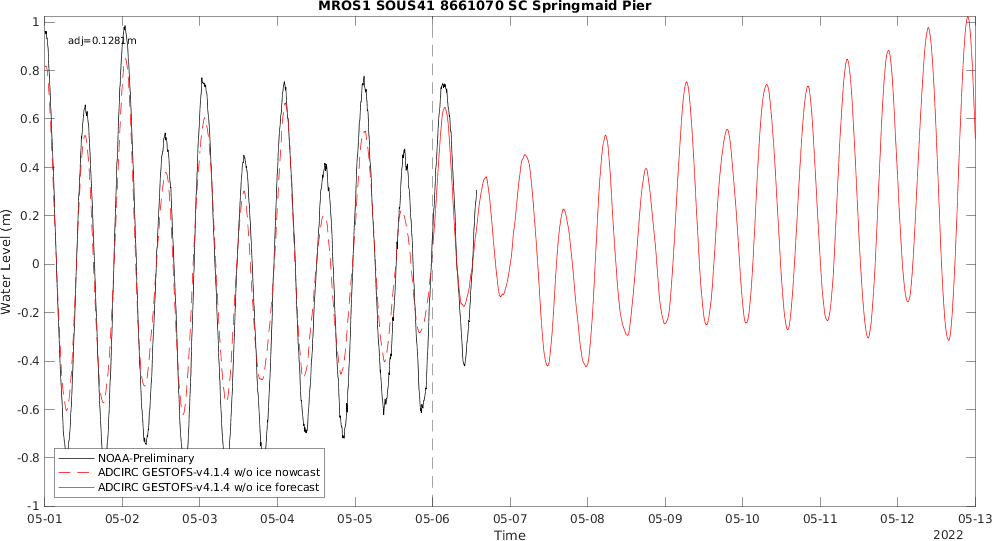 MROS1 SOUS41 8661070 SC Springmaid Pier
adj=0.1281m
1
0.8
0.6
0.4
0.2
0
-0.2
-0.4
-0.6
-0.8
-1
Water Level (m)
NOAA-Preliminary
ADCIRC GESTOFS-v4.1.4 w/o ice nowcast
ADCIRC GESTOFS-v4.1.4 w/o ice forecast
05-01 05-02 05-03 05-04 05-05 05-06 05-07 05-08 05-09 05-10 05-11 05-12 05-13
Time
2022